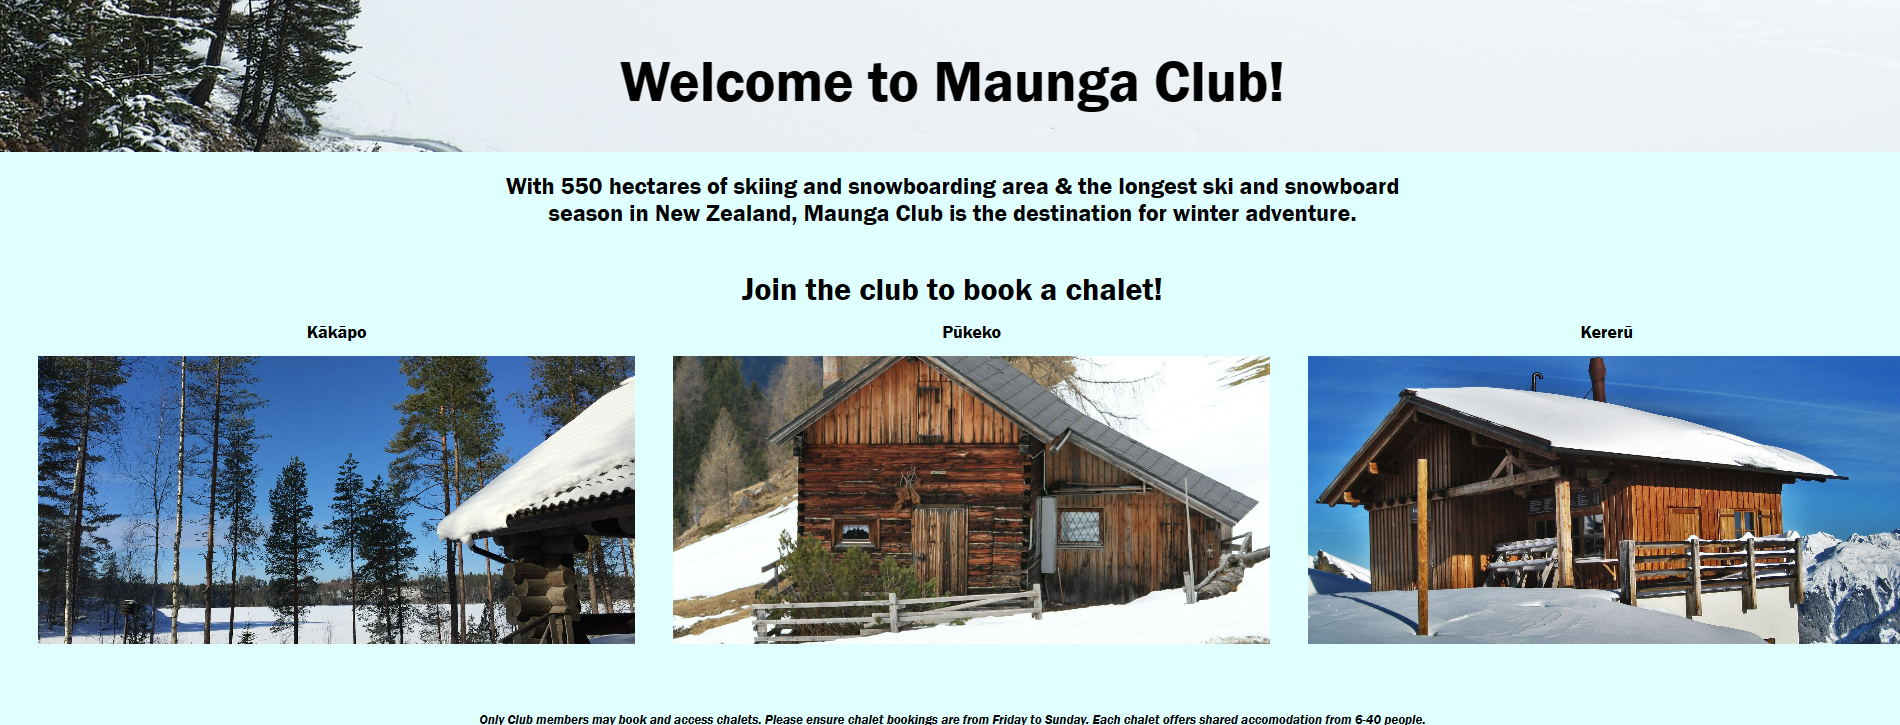 Welcome to Maunga Club!
With 550 hectares of skiing and snowboarding area & the longest ski and snowboard
season in New Zealand, Maunga Club is the destination for winter adventure.
Join the club to book a chalet!
Kākāpo
Pūkeko
Kererū
Only Club members may book and access chalets. Please ensure chalet bookings are from Friday to Sunday. Each chalet offers shared accomodation from 6-40 people.